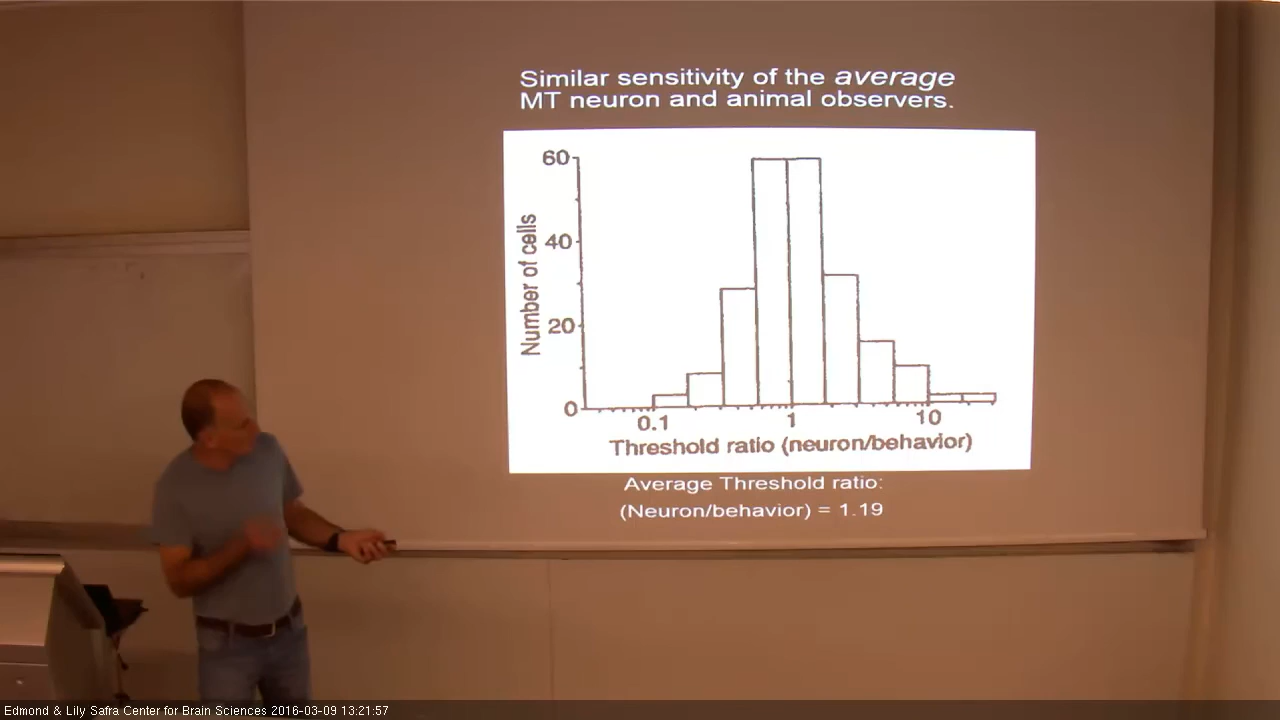 Similar sensitivity of the average
MT neuron and animal observers.
60
40
20
0
Number of cells
0.1 1 10
Threshold ratio (neuron/behavior)
Average Threshold ratio:
(Neuron/behavior) = 1.19
Edmond & Lily Safra Center for Brain Sciences 2016-03-09 13:21:57